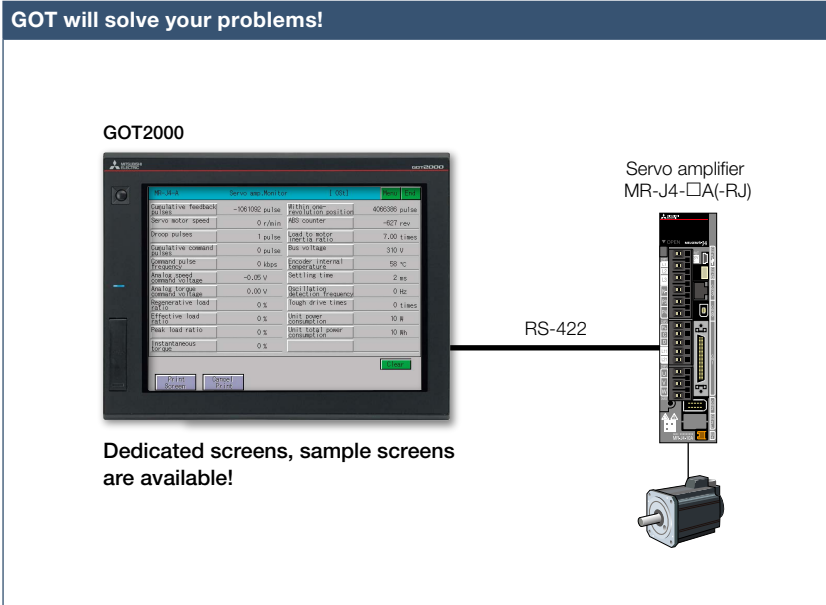 GOT will solve your problems!
GOT2000
MITSUBISHI
ELECTRIC
GOT2000
MR-J4-A Servo amp.Monitor [ OSt] Menu End
Cumulative feedback pulses -1061092 pulse Within one-revolution position 4066386 pulse
Servo motor speed 0 r/min ABS counter -627 rev
Droop pulses 1 pulse Load to motor inertia ratio 7.00 times
Cumulative command pulses 0 pulse Bus voltage 310 V
Command pulse frequency 0 kbps Encoder internal temperature 58 ℃
Analog speed command voltage -0.05 V Settling time 2 ms
Analog torque command voltage 0.00 V Oscillation detection frequency 0 Hz
Regenerative load ratio 0 % Tough drive times 0 times
Effective load ratio 0 % Unit power consumption 10 W
Peak load ratio 0 % Unit total power consumption 10 Wh
Instantaneous torque 0 %
Clear
Print Screen Cancel Print
Dedicated screens, sample screens
are available!
RS-422
Servo amplifier
MR-J4-□A(-RJ)
OPEN